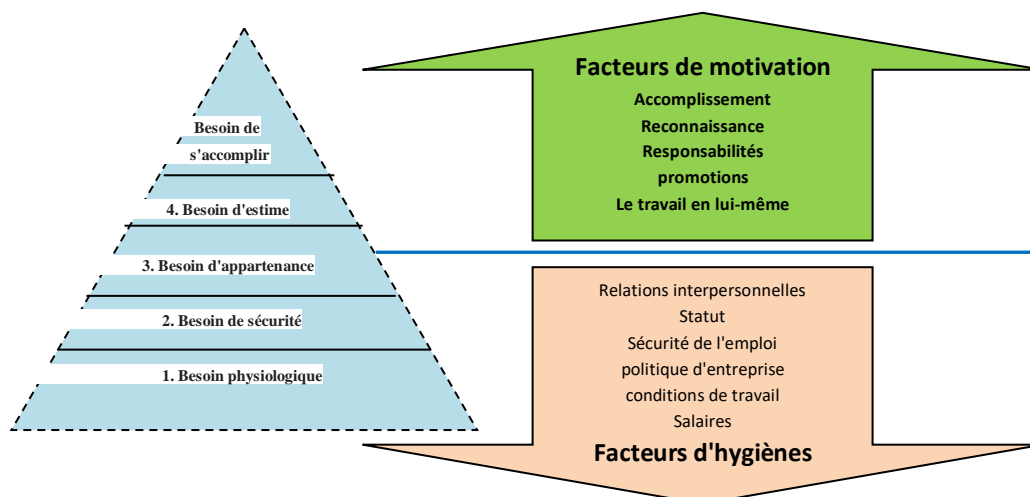 Besoin de
s'accomplir
4. Besoin d'estime
3. Besoin d'appartenance
2. Besoin de sécurité
1. Besoin physiologique
Facteurs de motivation
Accomplissement
Reconnaissance
Responsabilités
promotions
Le travail en lui-même
Relations interpersonnelles
Statut
Sécurité de l'emploi
politique d'entreprise
conditions de travail
Salaires
Facteurs d'hygiènes